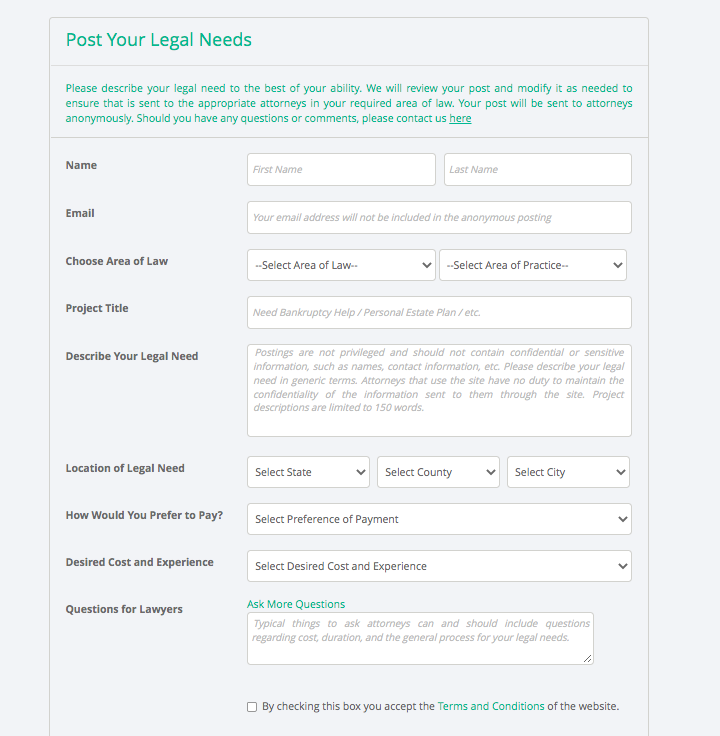 Post Your Legal Needs
Please describe your legal need to the best of your ability. We will review your post and modify it as needed to
ensure that is sent to the appropriate attorneys in your required area of law. Your post will be sent to attorneys
anonymously. Should you have any questions or comments, please contact us here
Name
First Name
Last Name
Email
Your email address will not be included in the anonymous posting
Choose Area of Law
--Select Area of Law--
--Select Area of Practice--
Project Title
Need Bankruptcy Help / Personal Estate Plan / etc.
Describe Your Legal Need
Postings are not privileged and should not contain confidential or sensitive
information, such as names, contact information, etc. Please describe your legal
need in generic terms. Attorneys that use the site have no duty to maintain the
confidentiality of the information sent to them through the site. Project
descriptions are limited to 150 words.
Location of Legal Need
Select State
Select County
Select City
How Would You Prefer to Pay?
Select Preference of Payment
Desired Cost and Experience
Select Desired Cost and Experience
Questions for Lawyers
Ask More Questions
Typical things to ask attorneys can and should include questions
regarding cost, duration, and the general process for your legal needs.
By checking this box you accept the Terms and Conditions of the website.